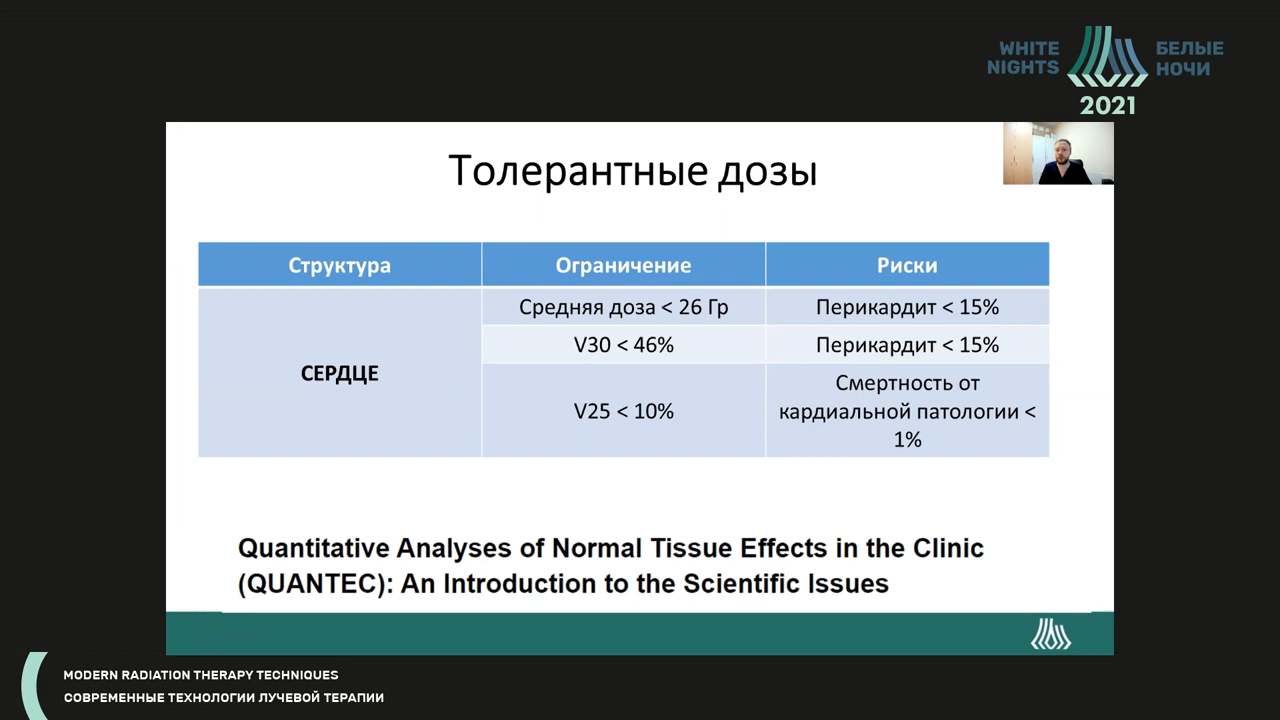 WHITE NIGHTS
БЕЛЫЕ НОЧИ
2021
Толерантные дозы
Структура
Ограничение
Риски
СЕРДЦЕ
Средняя доза < 26 Гр
Перикардит < 15%
V30 < 46%
Перикардит < 15%
V25 < 10%
Смертность от
кардиальной патологии <
1%
Quantitative Analyses of Normal Tissue Effects in the Clinic
(QUANTEC): An Introduction to the Scientific Issues
MODERN RADIATION THERAPY TECHNIQUES
СОВРЕМЕННЫЕ ТЕХНОЛОГИИ ЛУЧЕВОЙ ТЕРАПИИ